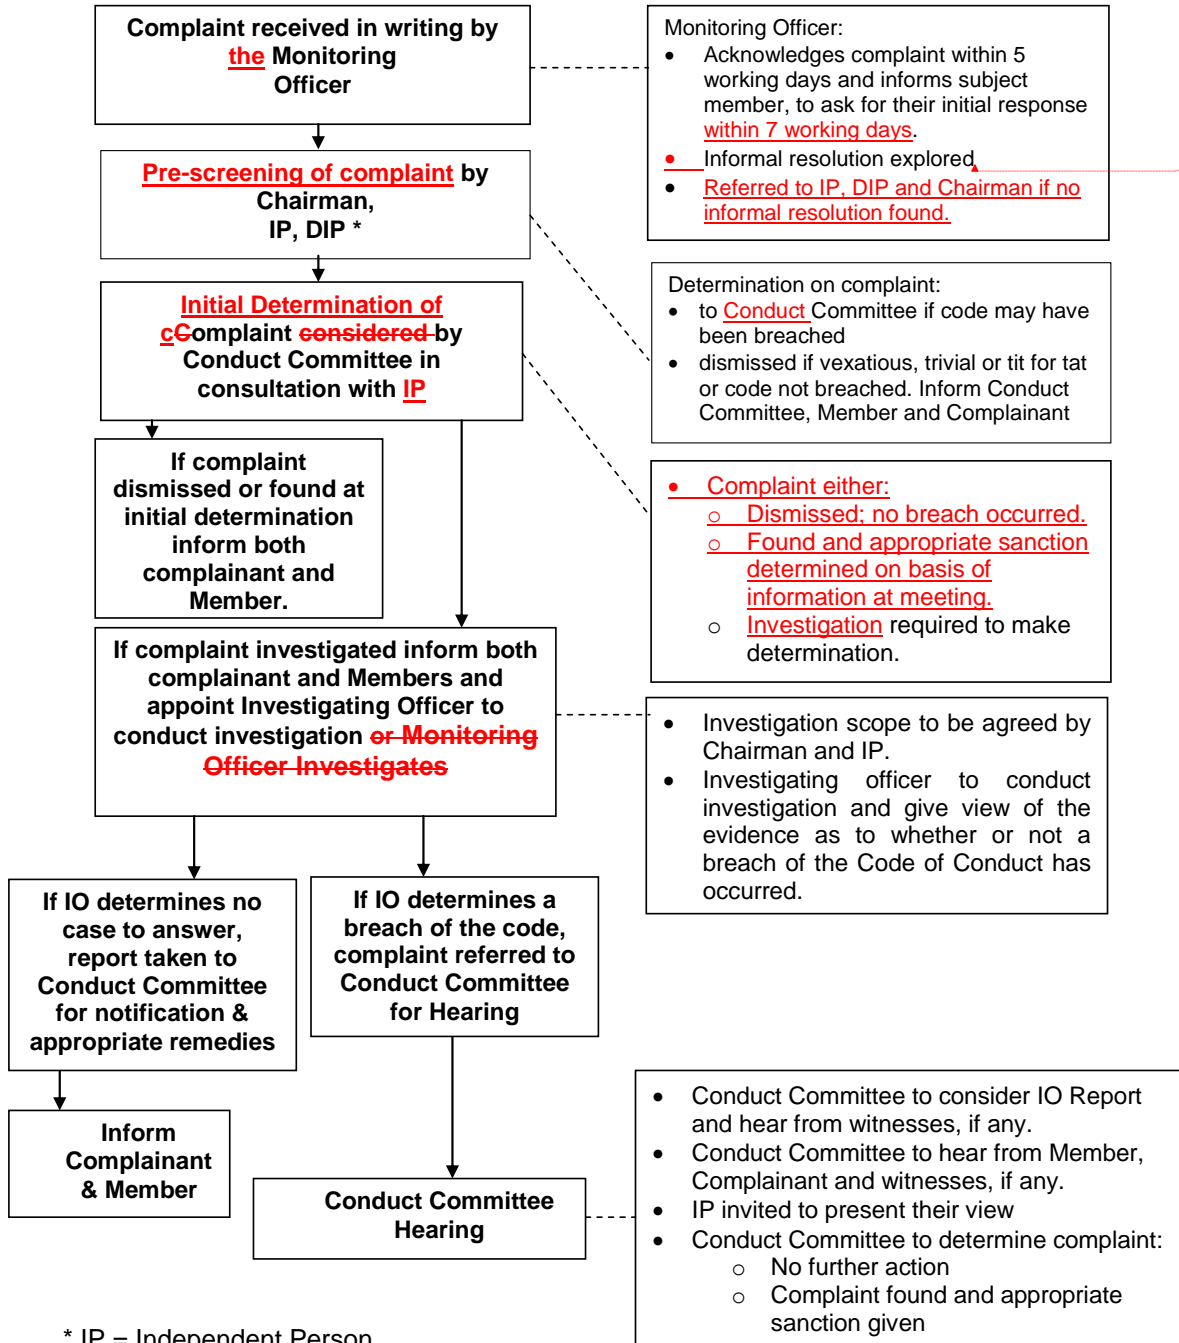 Complaint received in writing by
the Monitoring
Officer
Monitoring Officer:
• Acknowledges complaint within 5
working days and informs subject
member, to ask for their initial response
within 7 working days.
• Informal resolution explored
• Referred to IP, DIP and Chairman if no
informal resolution found.
Pre-screening of complaint by
Chairman,
IP, DIP *
Determination on complaint:
• to Conduct Committee if code may have
been breached
• dismissed if vexatious, trivial or tit for tat
or code not breached. Inform Conduct
Committee, Member and Complainant
Initial Determination of
cComplaint considered by
Conduct Committee in
consultation with IP
• Complaint either:
o Dismissed; no breach occurred.
o Found and appropriate sanction
determined on basis of
information at meeting.
o Investigation required to make
determination.
If complaint
dismissed or found at
initial determination
inform both
complainant and
Member.
If complaint investigated inform both
complainant and Members and
appoint Investigating Officer to
conduct investigation or Monitoring
Officer Investigates
• Investigation scope to be agreed by
Chairman and IP.
• Investigating officer to conduct
investigation and give view of the
evidence as to whether or not a
breach of the Code of Conduct has
occurred.
If IO determines no
case to answer,
report taken to
Conduct Committee
for notification &
appropriate remedies
If IO determines a
breach of the code,
complaint referred to
Conduct Committee
for Hearing
Inform
Complainant
& Member
Conduct Committee
Hearing
• Conduct Committee to consider IO Report
and hear from witnesses, if any.
• Conduct Committee to hear from Member,
Complainant and witnesses, if any.
• IP invited to present their view
• Conduct Committee to determine complaint:
o No further action
o Complaint found and appropriate
sanction given
* IP = Independent Person